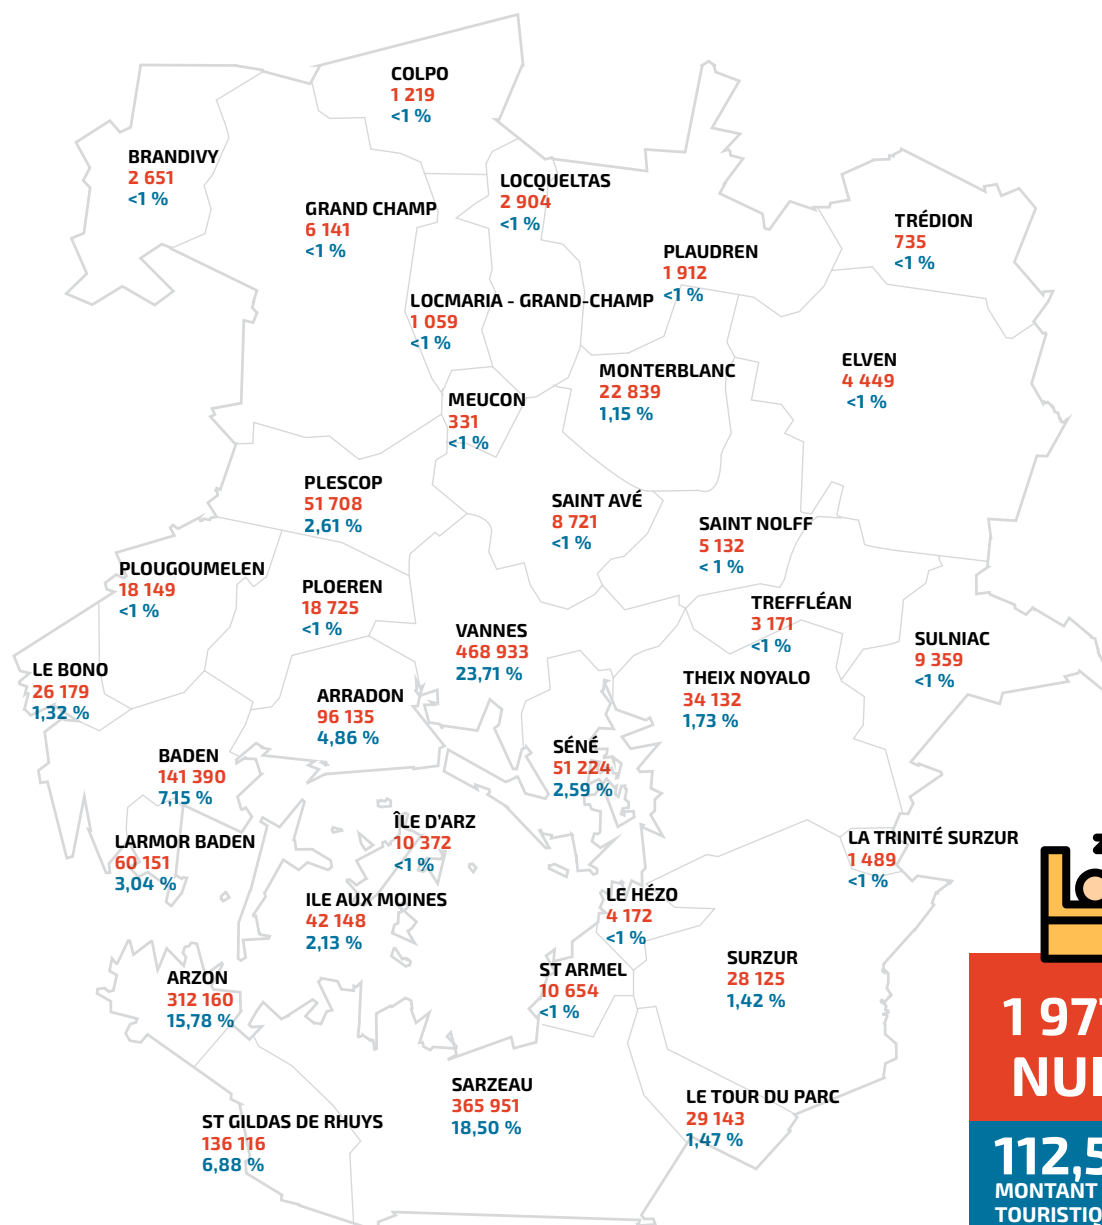 COLPO
1 219
<1 %
BRANDIVY
2 651
<1 %
LOCQUELTAS
2 904
<1 %
GRAND CHAMP
6 141
<1 %
TRÉDION
735
<1 %
PLAUDREN
1 912
<1 %
LOCMARIA - GRAND-CHAMP
1 059
<1 %
ELVEN
4 449
<1 %
MONTERBLANC
22 839
1,15 %
MEUCON
331
<1 %
PLESCOP
51 708
2,61 %
SAINT AVÉ
8 721
<1 %
SAINT NOLFF
5 132
< 1 %
PLOUGOUMELEN
18 149
<1 %
PLOEREN
18 725
<1 %
TREFFLÉAN
3 171
<1 %
VANNES
468 933
23,71 %
SULNIAC
9 359
<1 %
LE BONO
26 179
1,32 %
THEIX NOYALO
34 132
1,73 %
ARRADON
96 135
4,86 %
SÉNÉ
51 224
2,59 %
BADEN
141 390
7,15 %
ÎLE D'ARZ
10 372
<1 %
LARMOR BADEN
60 151
3,04 %
LA TRINITÉ SURZUR
1 489
<1 %
ILE AUX MOINES
42 148
2,13 %
LE HÉZO
4 172
<1 %
SURZUR
28 125
1,42 %
ST ARMEL
10 654
<1 %
ARZON
312 160
15,78 %
SARZEAU
365 951
18,50 %
LE TOUR DU PARC
29 143
1,47 %
ST GILDAS DE RHUYS
136 116
6,88 %
1 97
NU
112,5
MONTANT
TOURISTIQ